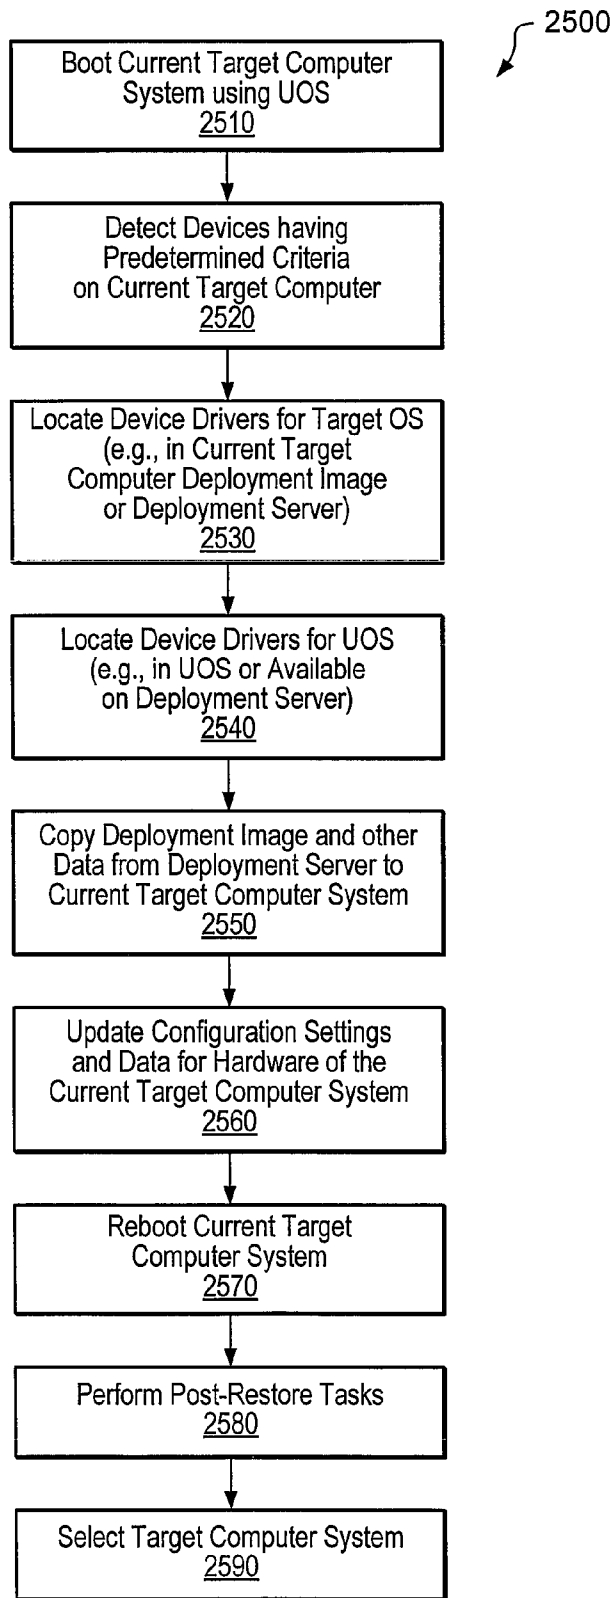 2500
Boot Current Target Computer
System using UOS
2510
Detect Devices having
Predetermined Criteria
on Current Target Computer
2520
Locate Device Drivers for Target OS
(e.g., in Current Target
Computer Deployment Image
or Deployment Server)
2530
Locate Device Drivers for UOS
(e.g., in UOS or Available
on Deployment Server)
2540
Copy Deployment Image and other
Data from Deployment Server to
Current Target Computer System
2550
Update Configuration Settings
and Data for Hardware of the
Current Target Computer System
2560
Reboot Current Target
Computer System
2570
Perform Post-Restore Tasks
2580
Select Target Computer System
2590